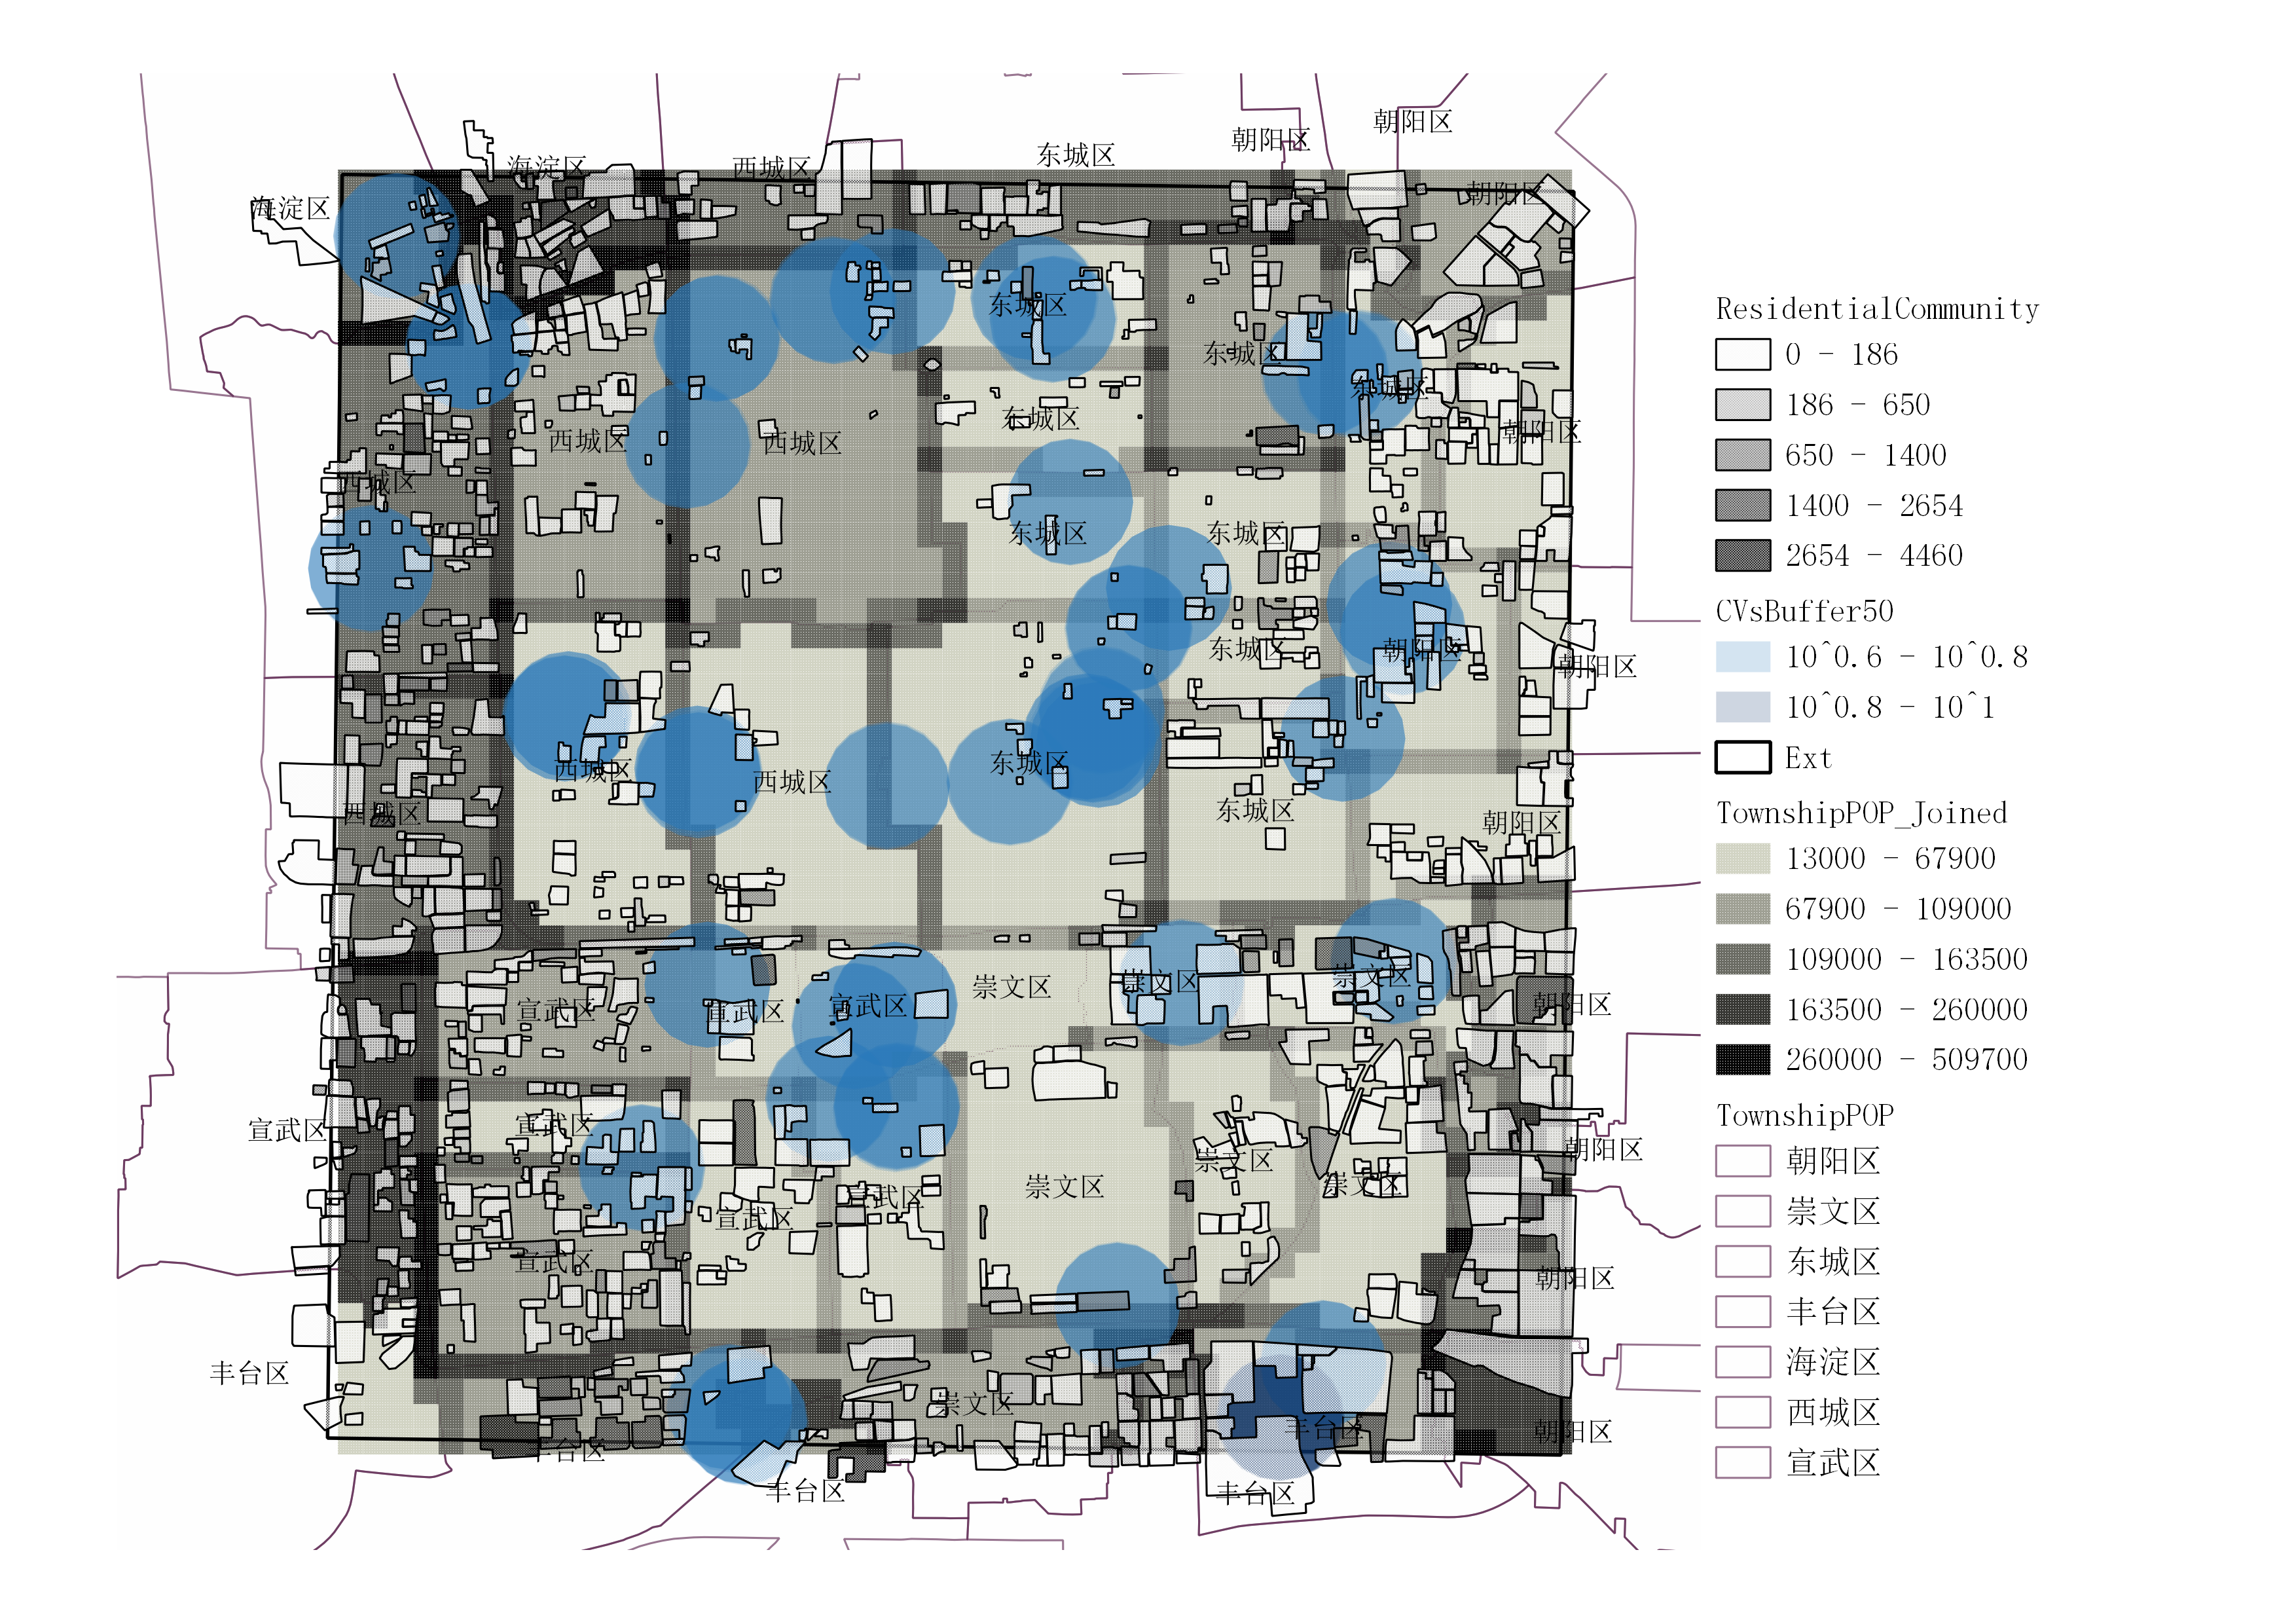 朝阳区
朝阳区
东城区
海淀区
西城区
朝阳区
海淀区
东城区
东城区
东城区
东城区
朝阳区
西城区
西城区
西城区
东城区
东城区
东城区
朝阳区
朝阳区
东城区
西城区
西城区
东城区
西城区
朝阳区
崇文区
崇文区
崇文区
宣武区
宣武区
宣武区
朝阳区
宣武区
宣武区
朝阳区
崇文区
崇文区
崇文区
宣武区
宣武区
宣武区
朝阳区
丰台区
崇文区
丰台区
朝阳区
丰台区
丰台区
丰台区
ResidentialCommunity
0 - 186
186 - 650
650 - 1400
1400 - 2654
2654 - 4460
CVsBuffer50
10^0.6 - 10^0.8
10^0.8 - 10^1
Ext
TownshipPOP_Joined
13000 - 67900
67900 - 109000
109000 - 163500
163500 - 260000
260000 - 509700
TownshipPOP
朝阳区
崇文区
东城区
丰台区
海淀区
西城区
宣武区